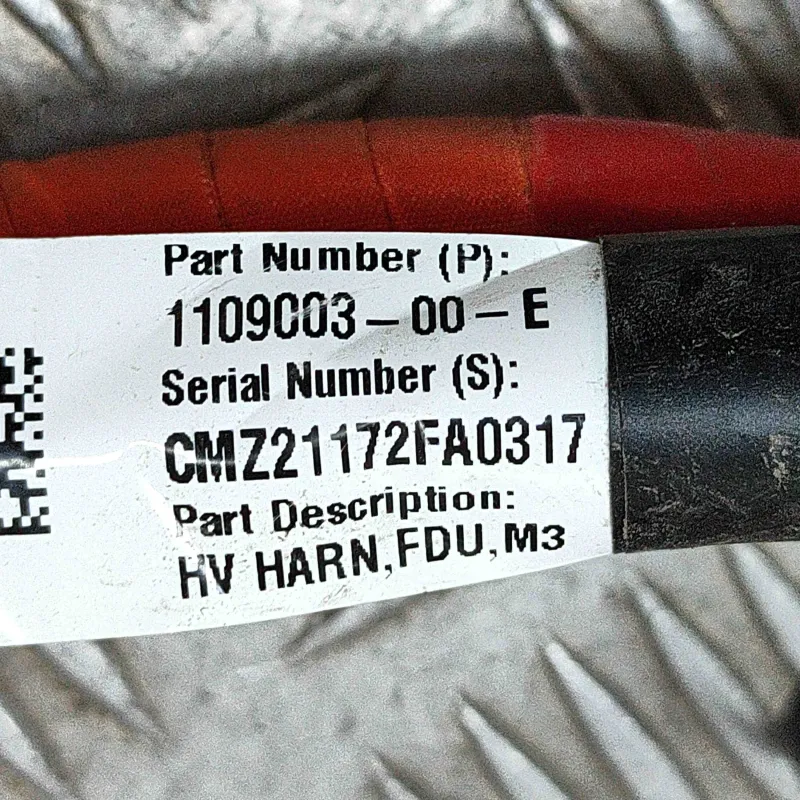 Part Number (P):
1109003-00-E
Serial Number (S):
CMZ21172FA0317
Part Description:
HV HARN,FDU,M3